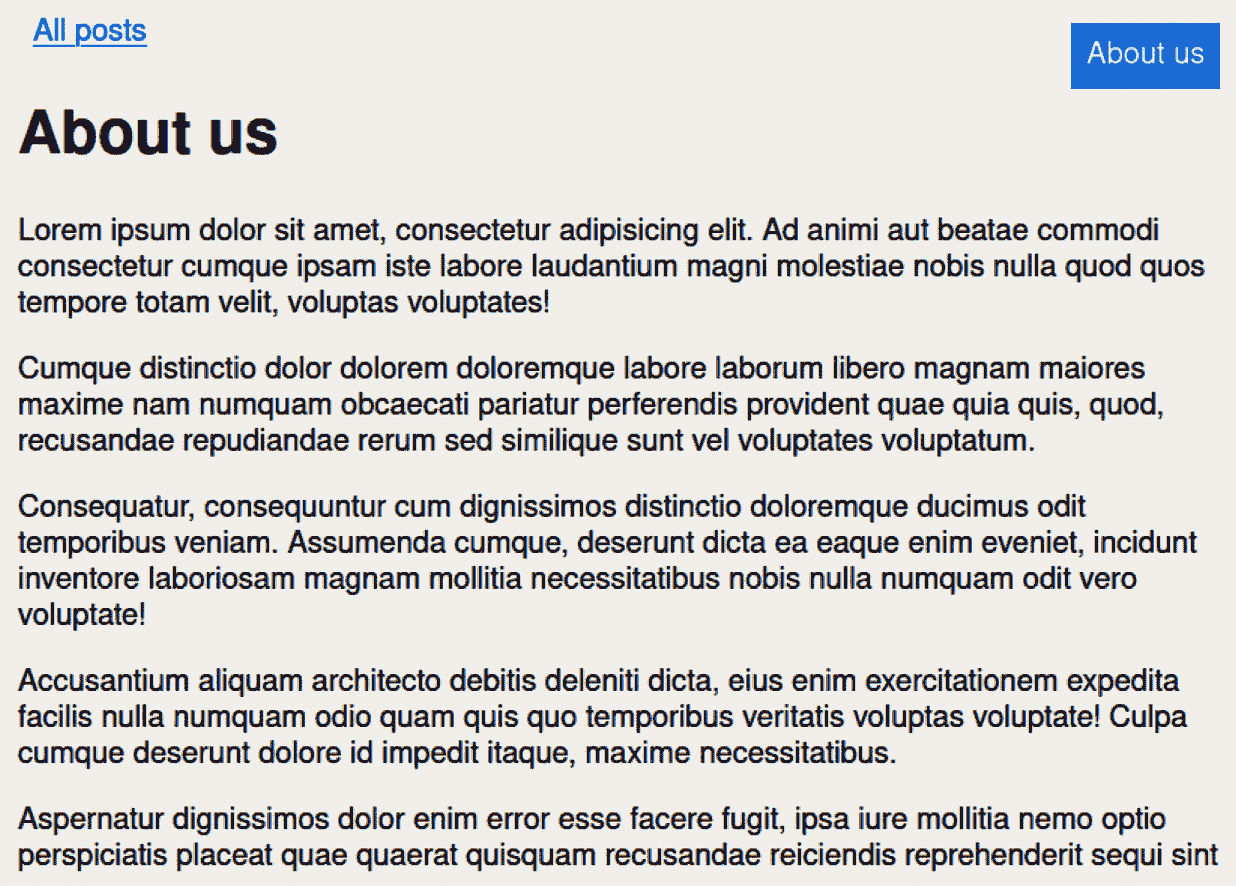 All posts
About us
About us
Lorem ipsum dolor sit amet, consectetur adipisicing elit. Ad animi aut beatae commodi
consectetur cumque ipsam iste labore laudantium magni molestiae nobis nulla quod quos
tempore totam velit, voluptas voluptates!
Cumque distinctio dolor dolorem doloremque labore laborum libero magnam maiores
maxime nam numquam obcaecati pariatur perferendis provident quae quia quis, quod,
recusandae repudiandae rerum sed similique sunt vel voluptates voluptatum.
Consequatur, consequuntur cum dignissimos distinctio doloremque ducimus odit
temporibus veniam. Assumenda cumque, deserunt dicta ea eaque enim eveniet, incidunt
inventore laboriosam magnam mollitia necessitatibus nobis nulla numquam odit vero
voluptate!
Accusantium aliquam architecto debitis deleniti dicta, eius enim exercitationem expedita
facilis nulla numquam odio quam quis quo temporibus veritatis voluptas voluptate! Culpa
cumque deserunt dolore id impedit itaque, maxime necessitatibus.
Aspernatur dignissimos dolor enim error esse facere fugit, ipsa iure mollitia nemo optio
perspiciatis placeat quae quaerat quisquam recusandae reiciendis reprehenderit sequi sint